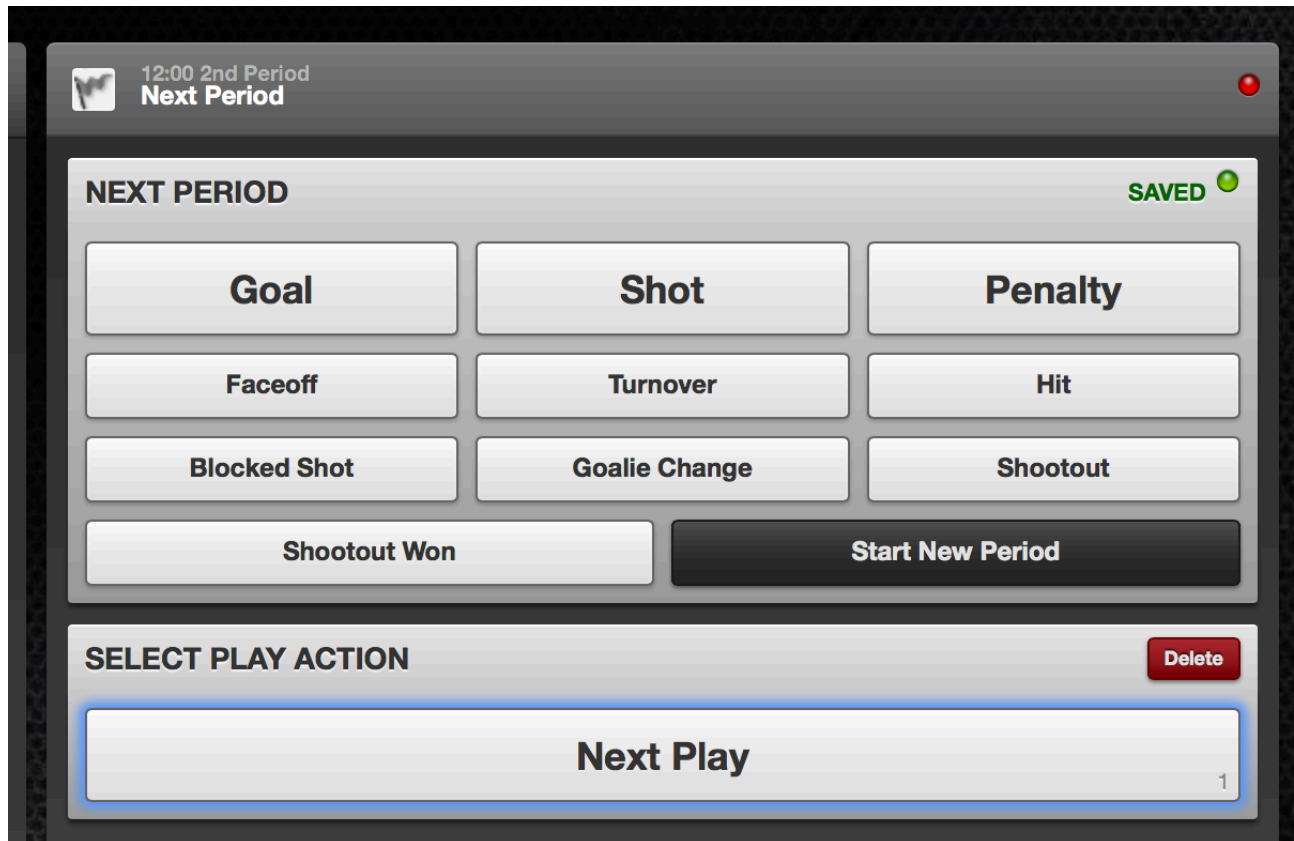 12:00 2nd Period
Next Period
NEXT PERIOD
SAVED
Goal
Shot
Penalty
Faceoff
Turnover
Hit
Blocked Shot
Goalie Change
Shootout
Shootout Won
Start New Period
SELECT PLAY ACTION
Delete
Next Play
1